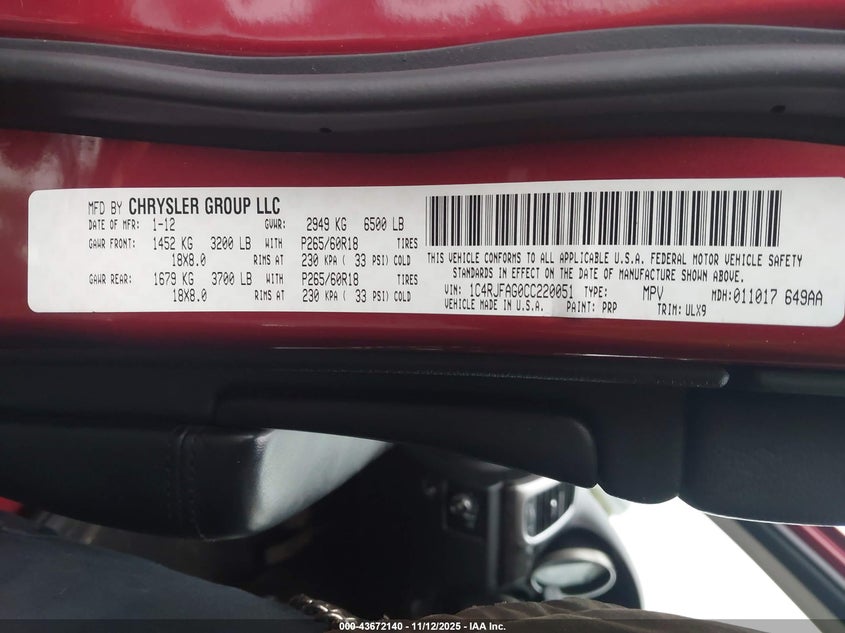 MFD BY CHRYSLER GROUP LLC
DATE OF MFR: 1-12 GVWR: 2949 KG 6500 LB
GAWR FRONT: 1452 KG 3200 LB WITH P265/60R18 TIRES
18X8.0 RIMS AT 230 KPA ( 33 PSI) COLD
GAWR REAR: 1679 KG 3700 LB WITH P265/60R18 TIRES
18X8.0 RIMS AT 230 KPA ( 33 PSI) COLD
THIS VEHICLE CONFORMS TO ALL APPLICABLE U.S.A. FEDERAL MOTOR VEHICLE SAFETY
STANDARDS IN EFFECT ON THE DATE OF MANUFACTURE SHOWN ABOVE.
VIN: 1C4RJFAG0CC220051 TYPE: MPV MDH:011017 649AA
VEHICLE MADE IN U.S.A. PAINT: PRP TRIM: ULX9
000-43672140 - 11/12/2025 - IAA Inc.